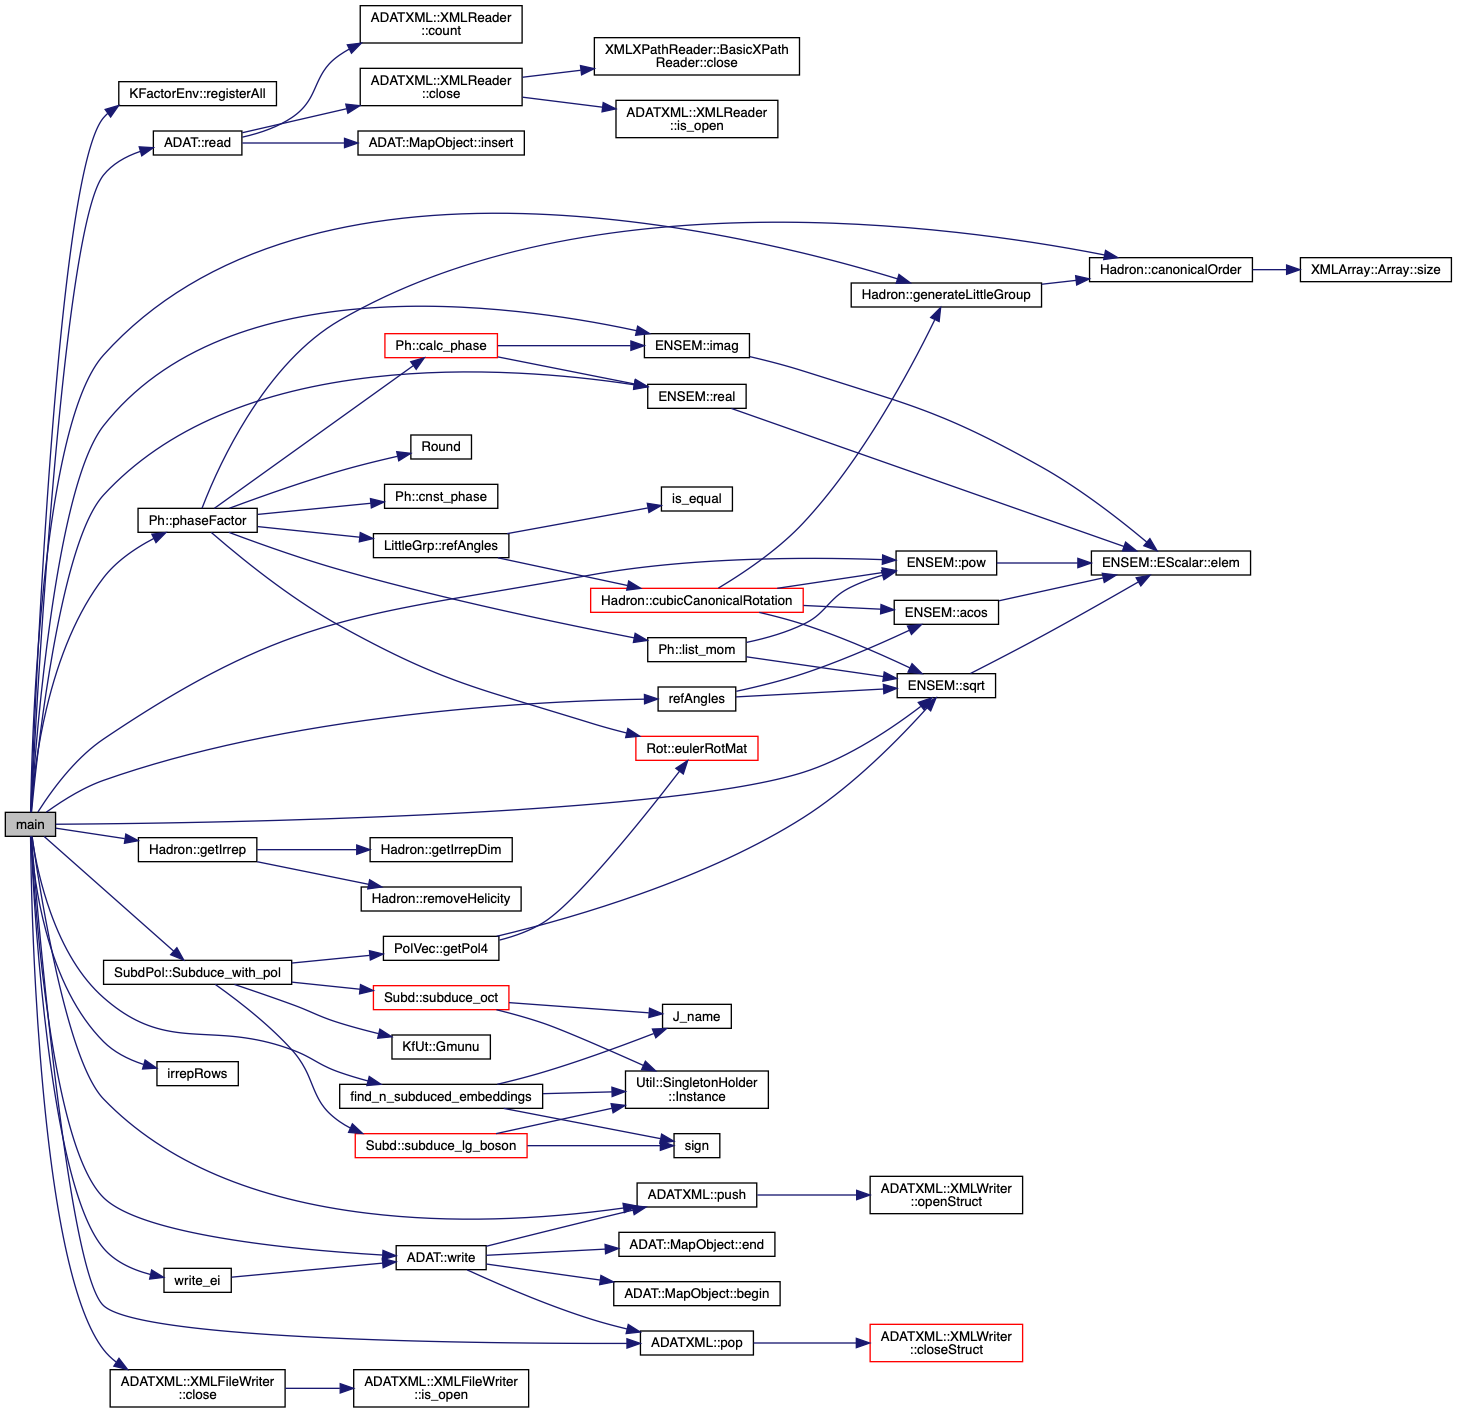 ADATXML::XMLReader
::count
XMLXPathReader::BasicXPath
Reader::close
KFactorEnv::registerAll
ADATXML::XMLReader
::close
ADATXML::XMLReader
::is_open
ADAT::read
ADAT::MapObject::insert
Hadron::canonicalOrder
XMLArray::Array::size
Hadron::generateLittleGroup
Ph::calc_phase
ENSEM::imag
ENSEM::real
Round
Ph::cnst_phase
is_equal
Ph::phaseFactor
LittleGrp::refAngles
ENSEM::pow
ENSEM::EScalar::elem
Hadron::cubicCanonicalRotation
ENSEM::acos
Ph::list_mom
ENSEM::sqrt
refAngles
Rot::eulerRotMat
main
Hadron::getIrrep
Hadron::getIrrepDim
Hadron::removeHelicity
PolVec::getPol4
SubdPol::Subduce_with_pol
Subd::subduce_oct
J_name
KfUt::Gmunu
irrepRows
find_n_subduced_embeddings
Util::SingletonHolder
::Instance
Subd::subduce_lg_boson
sign
ADATXML::push
ADATXML::XMLWriter
::openStruct
ADAT::write
ADAT::MapObject::end
write_ei
ADAT::MapObject::begin
ADATXML::pop
ADATXML::XMLWriter
::closeStruct
ADATXML::XMLFileWriter
::close
ADATXML::XMLFileWriter
::is_open